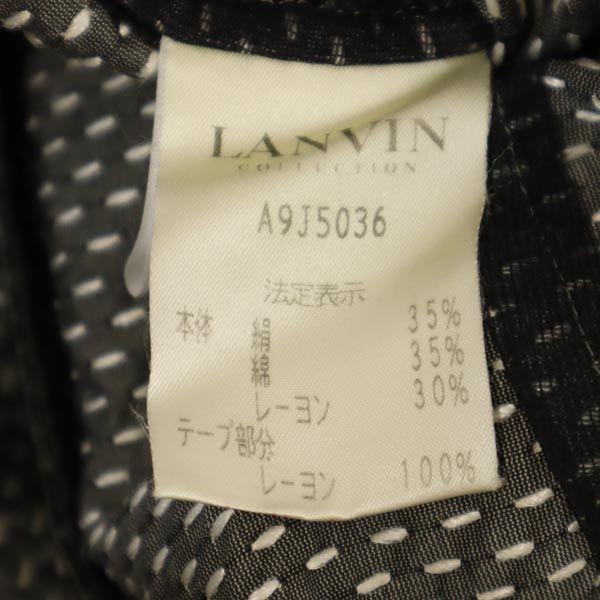 LANVIN
COLLECTION
A9J5036
法定表示
本体 絹 35%
綿 35%
レーヨン 30%
テープ部分
レーヨン 100%